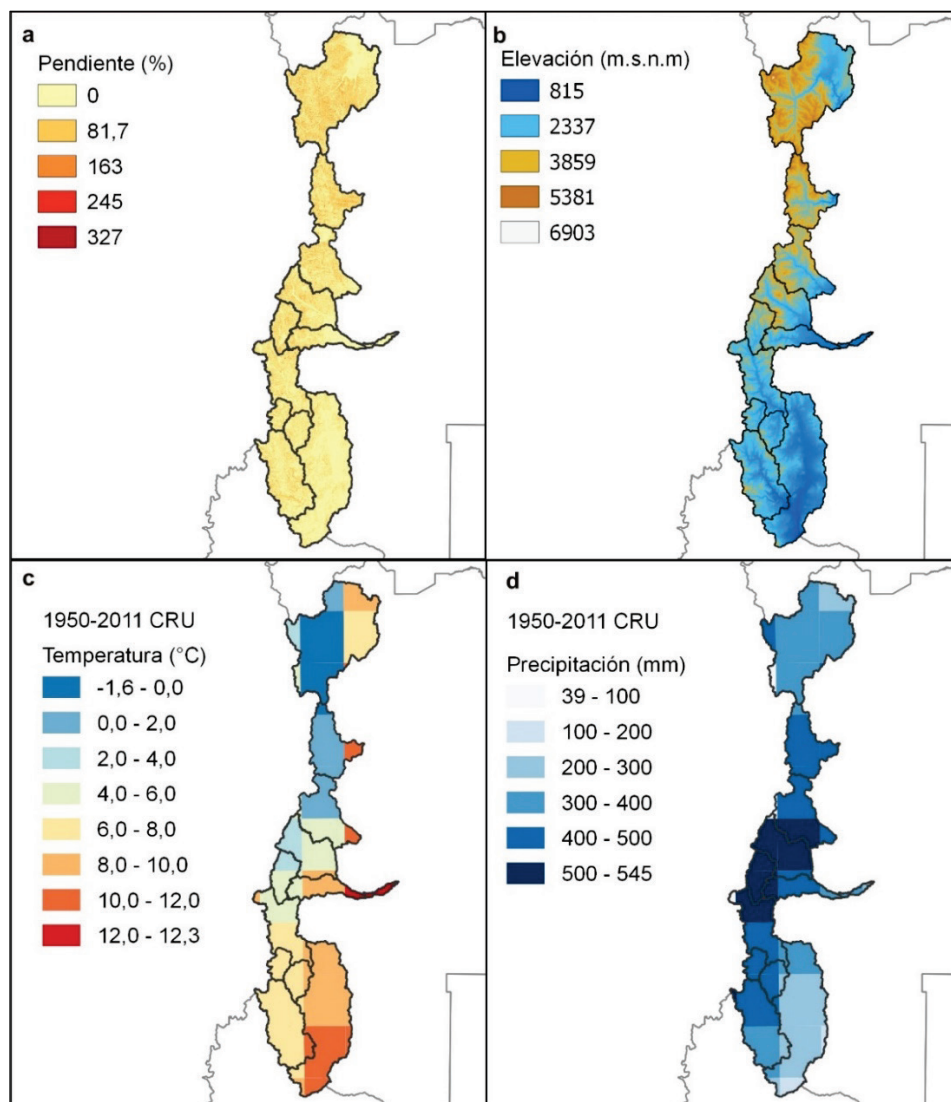 a
Pendiente (%)
0
81,7
163
245
327
b
Elevación (m.s.n.m)
815
2337
3859
5381
6903
c
1950-2011 CRU
Temperatura (°C)
-1,6 - 0,0
0,0 - 2,0
2,0 - 4,0
4,0 - 6,0
6,0 - 8,0
8,0 - 10,0
10,0 - 12,0
12,0 - 12,3
d
1950-2011 CRU
Precipitación (mm)
39 - 100
100 - 200
200 - 300
300 - 400
400 - 500
500 - 545